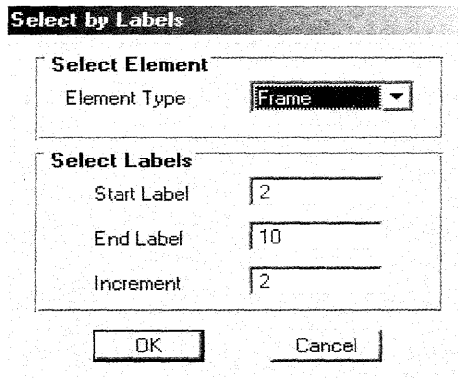 Select by Labels
Select Element
Element Type Frame
Select Labels
Start Label 2
End Label 10
Increment 2
OK Cancel